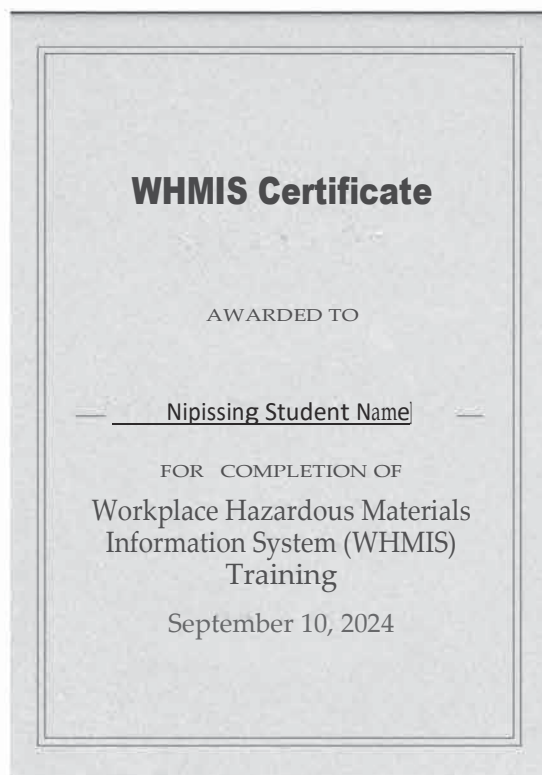 WHMIS Certificate
AWARDED TO
Nipissing Student Name
FOR COMPLETION OF
Workplace Hazardous Materials
Information System (WHMIS)
Training
September 10, 2024